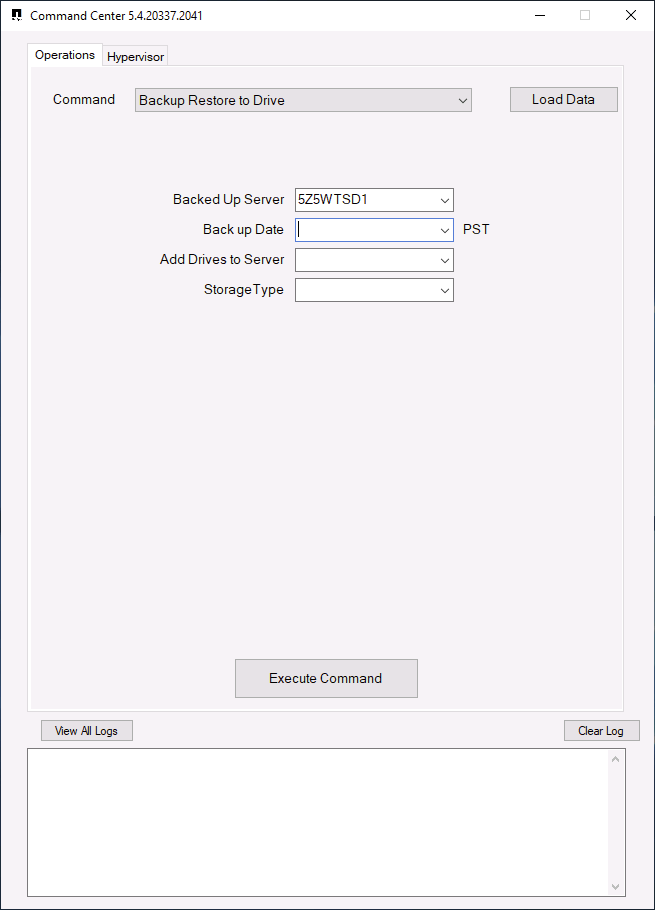 Command Center 5.4.20337.2041
Operations Hypervisor
Command Backup Restore to Drive Load Data
Backed Up Server 5Z5WTSD1
Back up Date PST
Add Drives to Server
StorageType
Execute Command
View All Logs Clear Log